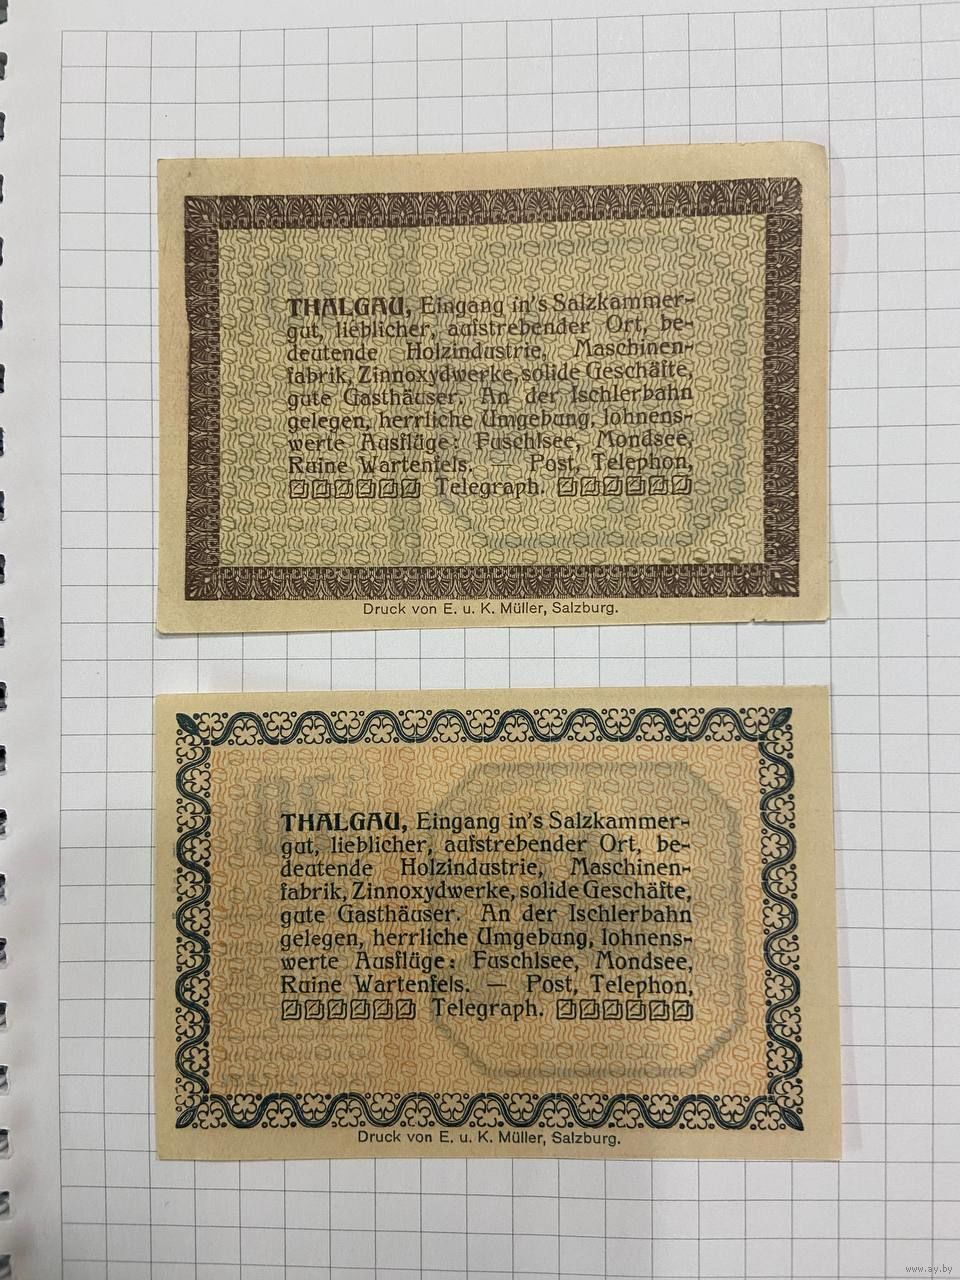 THALGAU, Eingang in's Salzkammer-
gut, lieblicher, aufstrebender Ort, be-
deutende Holzindustrie, Maschinen-
fabrik, Zinnoxydwerke, solide Geschäfte,
gute Gasthäuser. An der Ischlerbahn
gelegen, herrliche Umgebung, lohnens-
werte Ausflüge: Fuschlsee, Mondsee,
Ruine Wartenfels. — Post, Telephon,
Telegraph.
Druck von E. u. K. Müller, Salzburg.
THALGAU, Eingang in's Salzkammer-
gut, lieblicher, aufstrebender Ort, be-
deutende Holzindustrie, Maschinen-
fabrik, Zinnoxydwerke, solide Geschäfte,
gute Gasthäuser. An der Ischlerbahn
gelegen, herrliche Umgebung, lohnens-
werte Ausflüge: Fuschlsee, Mondsee,
Ruine Wartenfels. — Post, Telephon,
Telegraph.
Druck von E. u. K. Müller, Salzburg.
www.ay.by